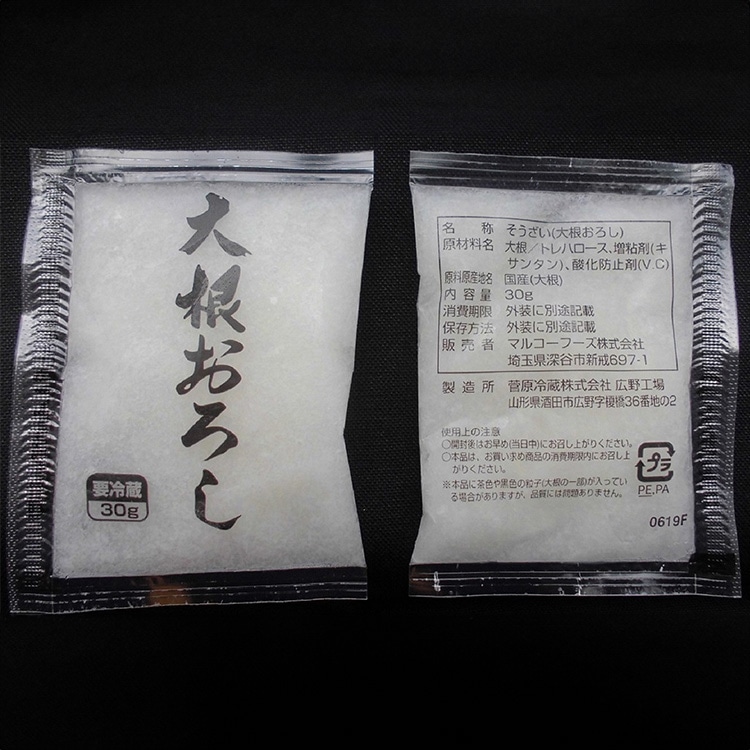 大根おろし
要冷蔵
30g
名称 そうざい(大根おろし)
原材料名 大根／トレハロース、増粘剤(キ
サンタン)、酸化防止剤(V.C)
原料原産地名 国産(大根)
内容量 30g
消費期限 外装に別途記載
保存方法 外装に別途記載
販売者 マルコーフーズ株式会社
埼玉県深谷市新戒697-1
製造所 菅原冷蔵株式会社 広野工場
山形県酒田市広野字榎橋36番地の2
使用上の注意
○開封後はお早め(当日中)にお召し上がりください。
○本品は、お買い求め商品の消費期限内にお召し上
がりください。
※本品に茶色や黒色の粒子(大根の一部)が入ってい
る場合がありますが、品質には問題ありません。
プラ
PE,PA
0619F